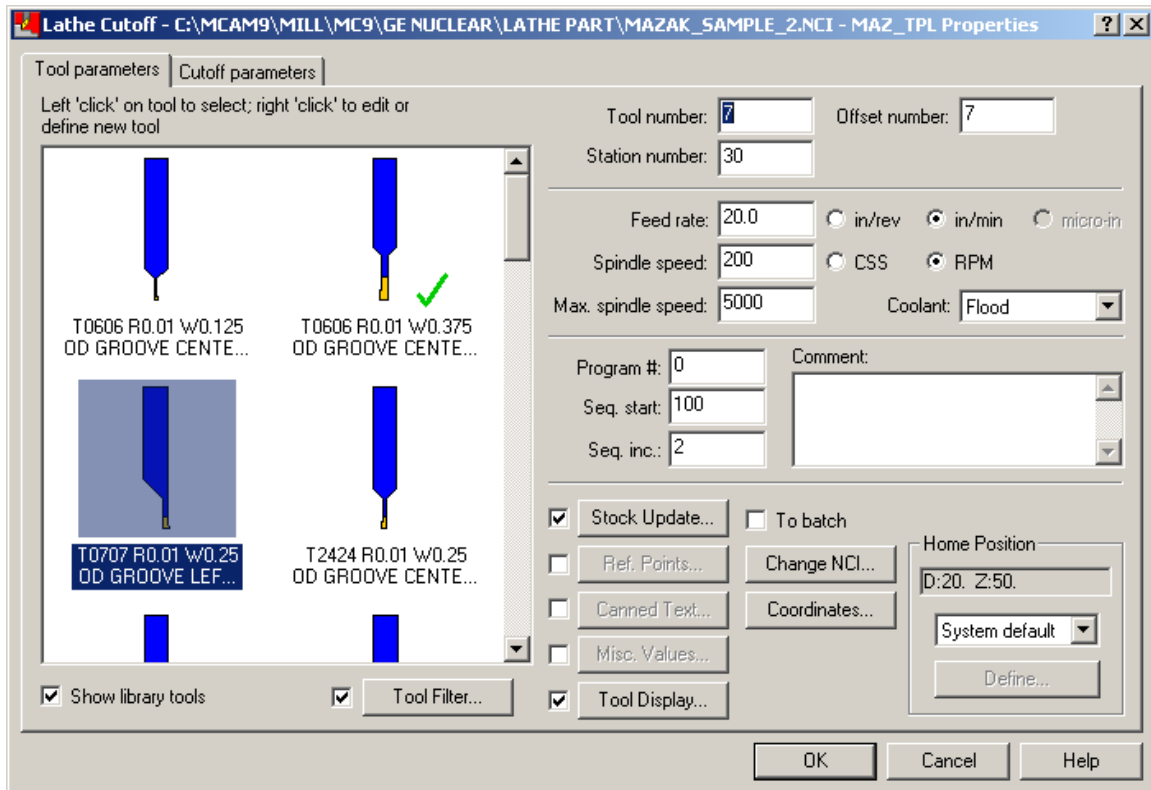 Lathe Cutoff - C:\MCAM9\MILL\MC9\GE NUCLEAR\LATHE PART\MAZAK_SAMPLE_2.NCI - MAZ_TPL Properties
Tool parameters
Cutoff parameters
Left 'click' on tool to select; right 'click' to edit or
define new tool
T0606 R0.01 W0.125
OD GROOVE CENTE...
T0606 R0.01 W0.375
OD GROOVE CENTE...
T0707 R0.01 W0.25
OD GROOVE LEF...
T2424 R0.01 W0.25
OD GROOVE CENTE...
Show library tools
Tool Filter...
Tool number: 7
Offset number: 7
Station number: 30
Feed rate: 20.0 in/rev in/min micro-in
Spindle speed: 200 CSS RPM
Max. spindle speed: 5000
Coolant: Flood
Program #: 0
Seq. start: 100
Seq. inc.: 2
Comment:
Stock Update...
To batch
Ref. Points...
Change NCI...
Canned Text...
Coordinates...
Misc. Values...
Tool Display...
Home Position
D:20. Z:50.
System default
Define...
OK
Cancel
Help